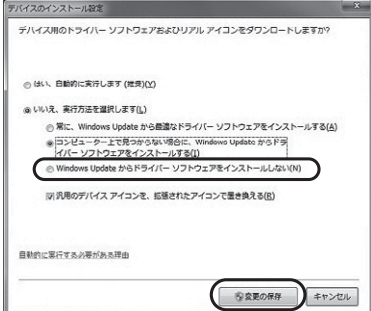 デバイスのインストール設定
デバイス用のドライバー ソフトウェアおよびリアル アイコンをダウンロードしますか?
はい、自動的に実行します (推奨)(Y)
いいえ、実行方法を選択します(L)
常に、Windows Update から最適なドライバー ソフトウェアをインストールする(A)
コンピューター上で見つからない場合に、Windows Update からドラ
イバー ソフトウェアをインストールする(I)
Windows Update からドライバー ソフトウェアをインストールしない(N)
汎用のデバイス アイコンを、拡張されたアイコンで置き換える(R)
自動的に実行する必要がある理由
変更の保存
キャンセル